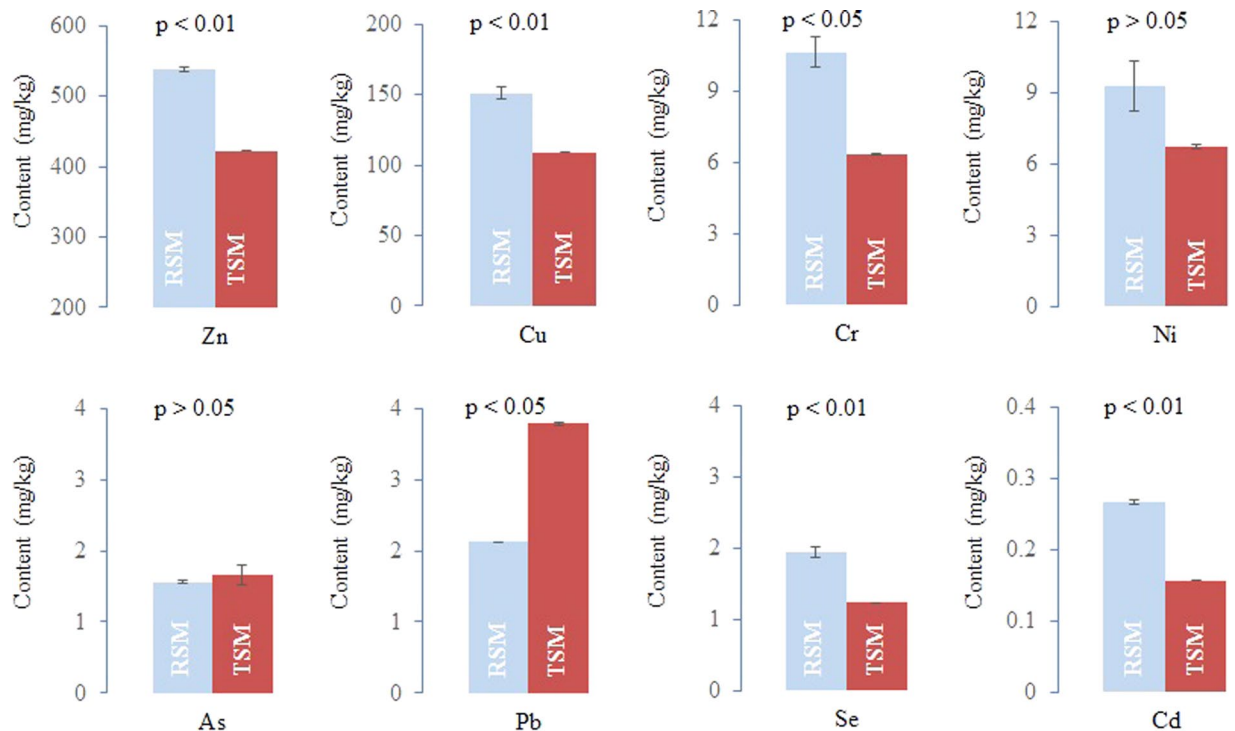 p < 0.01
Content (mg/kg)
600
500
400
300
200
RSM
TSM
Zn
p < 0.01
Content (mg/kg)
200
150
100
50
0
RSM
TSM
Cu
p < 0.05
Content (mg/kg)
12
9
6
3
0
RSM
TSM
Cr
p > 0.05
Content (mg/kg)
12
9
6
3
0
RSM
TSM
Ni
p > 0.05
Content (mg/kg)
4
3
2
1
0
RSM
TSM
As
p < 0.05
Content (mg/kg)
4
3
2
1
0
RSM
TSM
Pb
p < 0.01
Content (mg/kg)
4
3
2
1
0
RSM
TSM
Se
p < 0.01
Content (mg/kg)
0.4
0.3
0.2
0.1
0
RSM
TSM
Cd